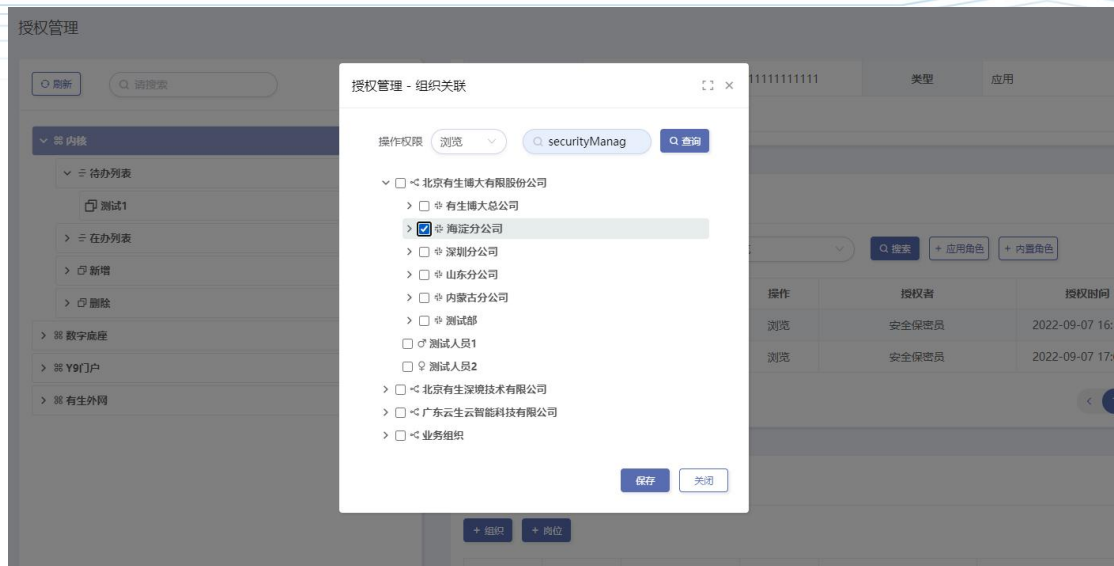 授权管理
刷新
请搜索
内核
待办列表
测试1
在办列表
新增
删除
数字底座
Y9门户
有生外网
授权管理 - 组织关联
操作权限
浏览
securityManag
查询
北京有生博大有限股份公司
有生博大总公司
海淀分公司
深圳分公司
山东分公司
内蒙古分公司
测试部
测试人员1
测试人员2
北京有生深境技术有限公司
广东云生云智能科技有限公司
业务组织
保存
关闭
类型
应用
搜索
+ 应用角色
+ 内置角色
操作
授权者
授权时间
浏览
安全保密员
2022-09-07 16:
浏览
安全保密员
2022-09-07 17:
+ 组织
+ 岗位